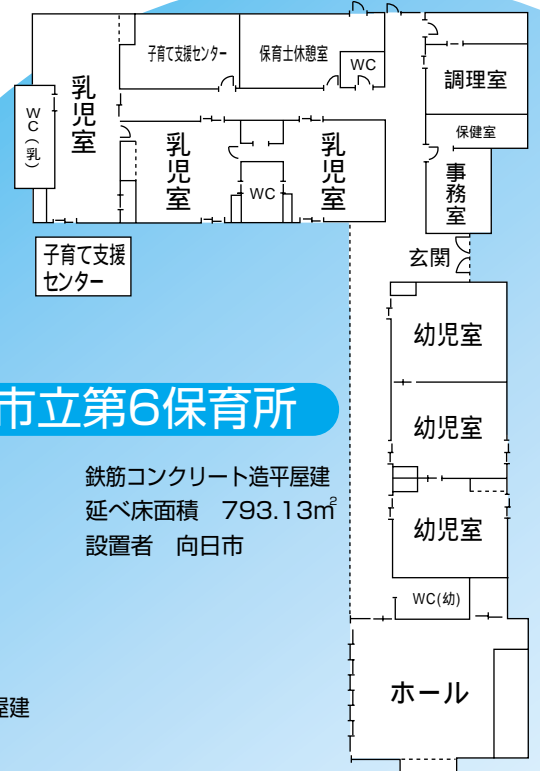 子育て支援センター
保育士休憩室
WC
調理室
保健室
WC(乳)
乳児室
乳児室
WC
乳児室
事務室
玄関
子育て支援
センター
幼児室
幼児室
幼児室
WC(幼)
ホール
市立第6保育所
鉄筋コンクリート造平屋建
延べ床面積 793.13㎡
設置者 向日市
屋建